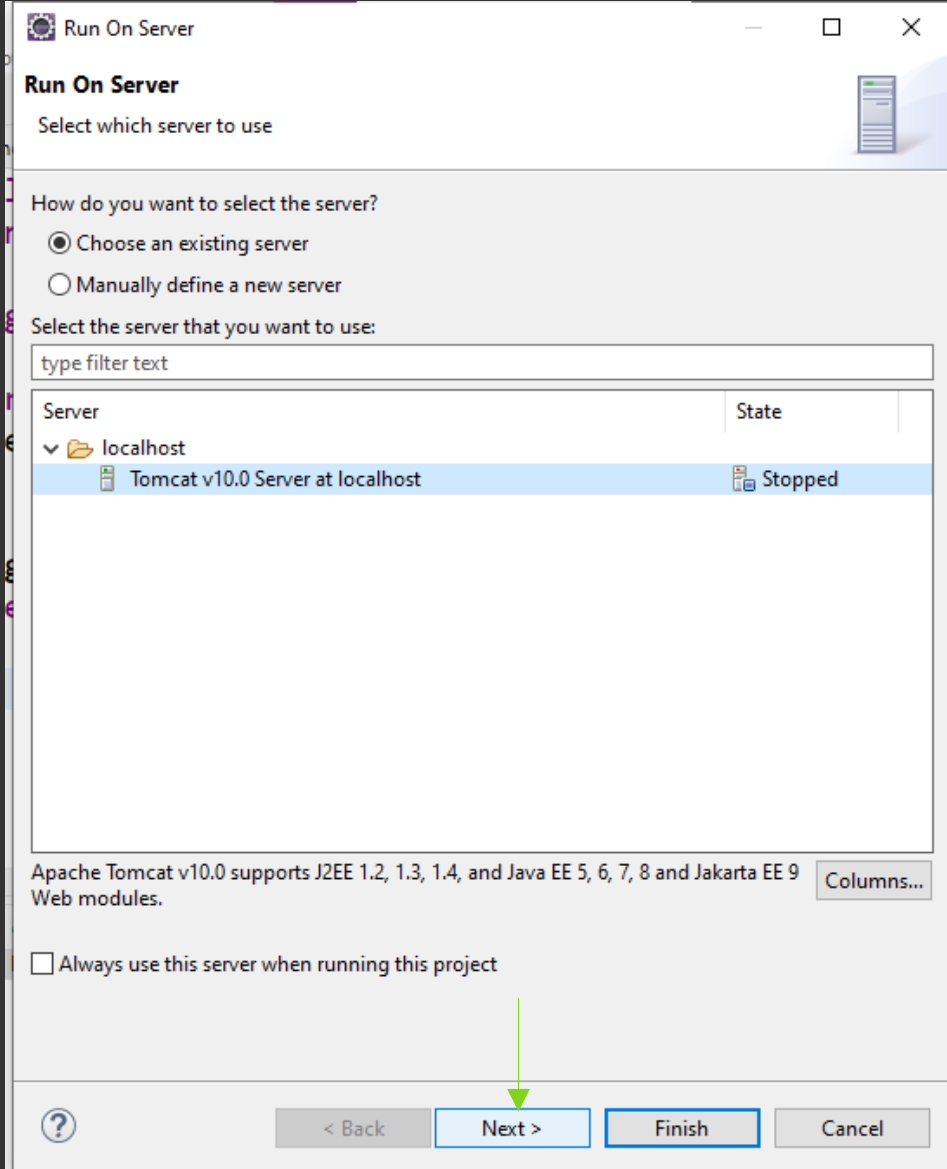 Run On Server
Run On Server
Select which server to use
How do you want to select the server?
Choose an existing server
Manually define a new server
Select the server that you want to use:
type filter text
Server State
localhost
Tomcat v10.0 Server at localhost Stopped
Apache Tomcat v10.0 supports J2EE 1.2, 1.3, 1.4, and Java EE 5, 6, 7, 8 and Jakarta EE 9
Web modules.
Columns...
Always use this server when running this project
? < Back Next > Finish Cancel